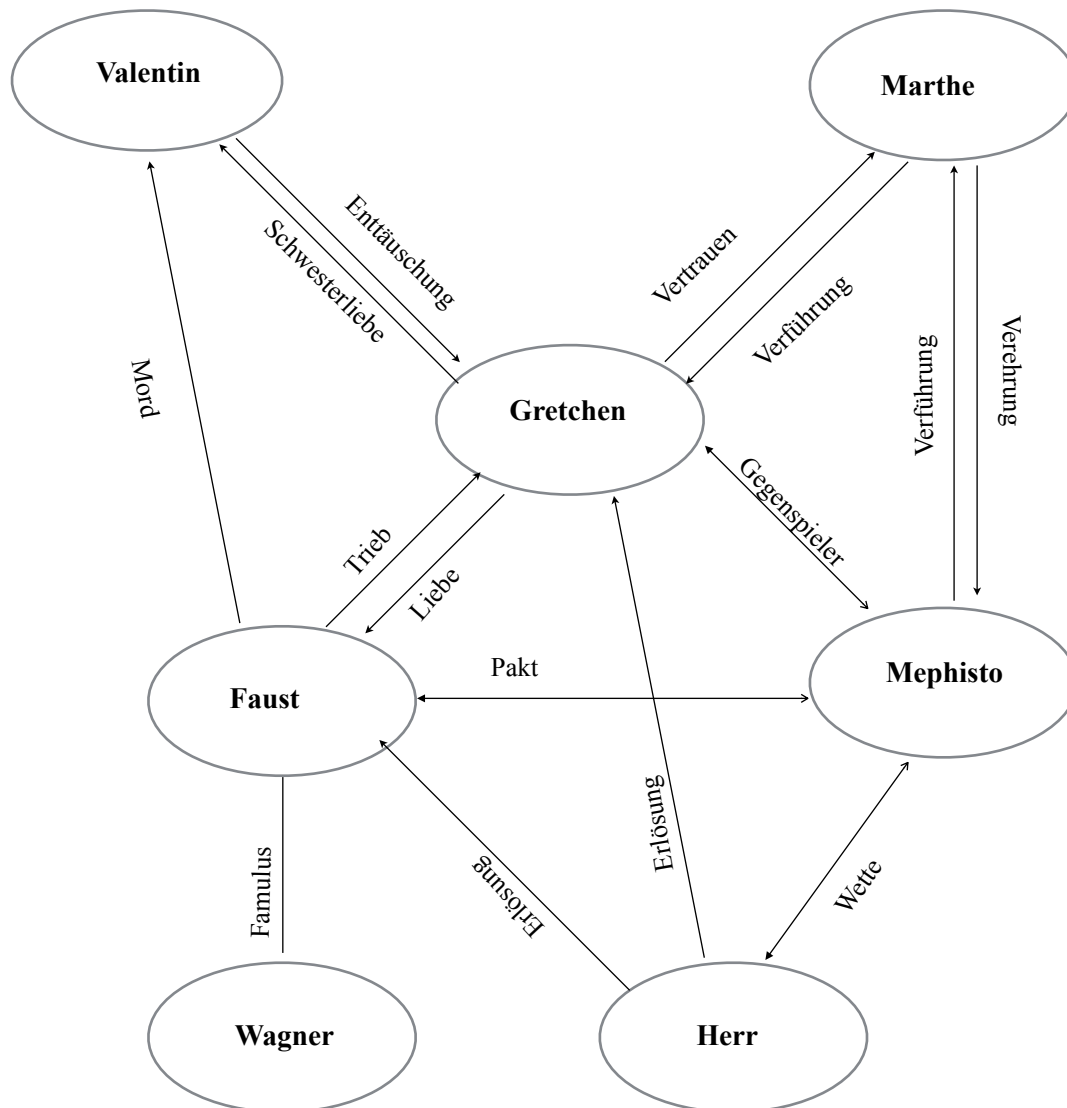 Valentin
Marthe
Enttäuschung
Schwesterliebe
Vertrauen
Verführung
Verführung
Verehrung
Mord
Gretchen
Gegenspieler
Trieb
Liebe
Pakt
Faust
Mephisto
Erlösung
Erlösung
Wette
Famulus
Wagner
Herr